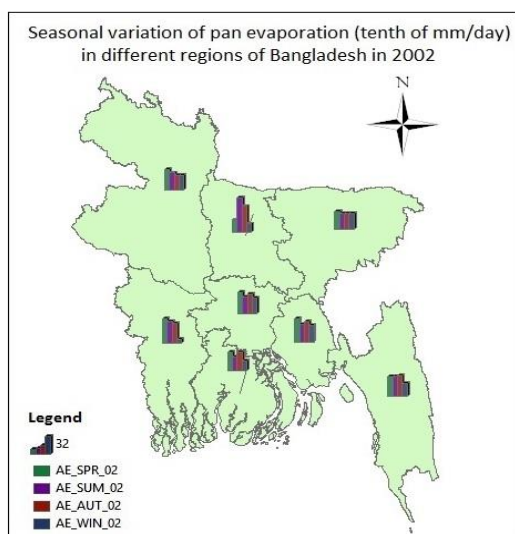 Seasonal variation of pan evaporation (tenth of mm/day)
in different regions of Bangladesh in 2002
N
Legend
32
AE_SPR_02
AE_SUM_02
AE_AUT_02
AE_WIN_02